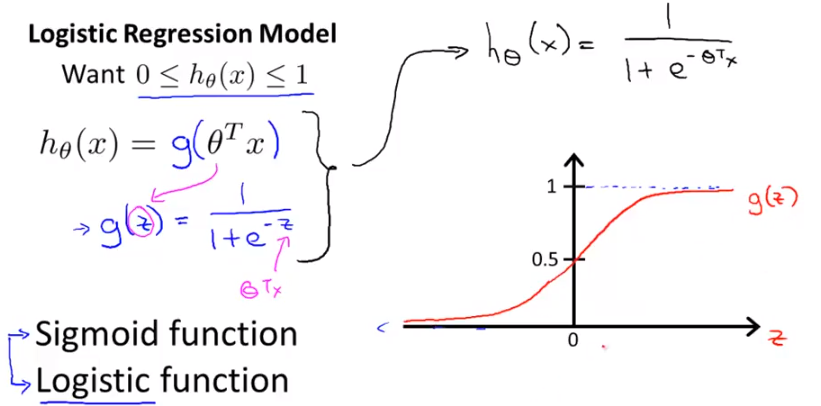 Logistic Regression Model
Want 0 ≤ hθ(x) ≤ 1
hθ(x) = g(θᵀx)
→ g(z) = 1/(1+e^-z)
θᵀx
Sigmoid function
Logistic function
hθ(x) = 1/(1+e^-θᵀx)
1
g(z)
0.5
0
z